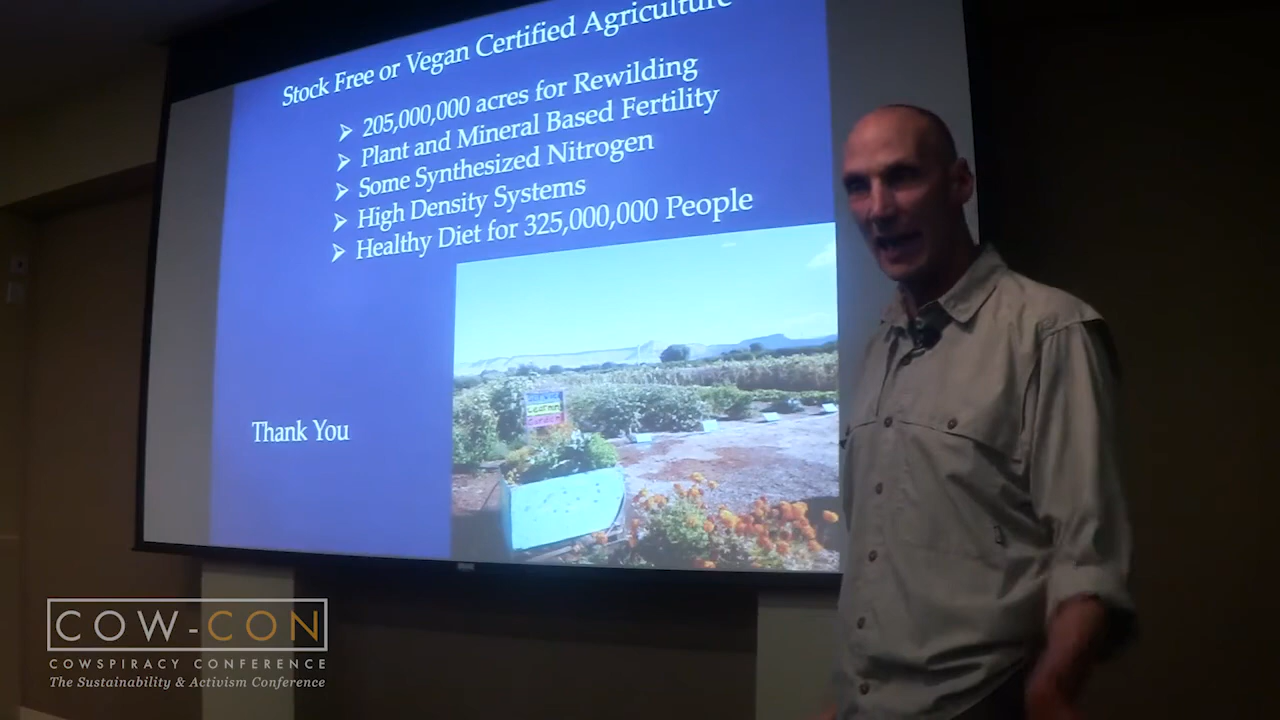 Stock Free or Vegan Certified Agriculture
205,000,000 acres for Rewilding
Plant and Mineral Based Fertility
Some Synthesized Nitrogen
High Density Systems
Healthy Diet for 325,000,000 People
Thank You
COW-CON
COWSPIRACY CONFERENCE
The Sustainability & Activism Conference